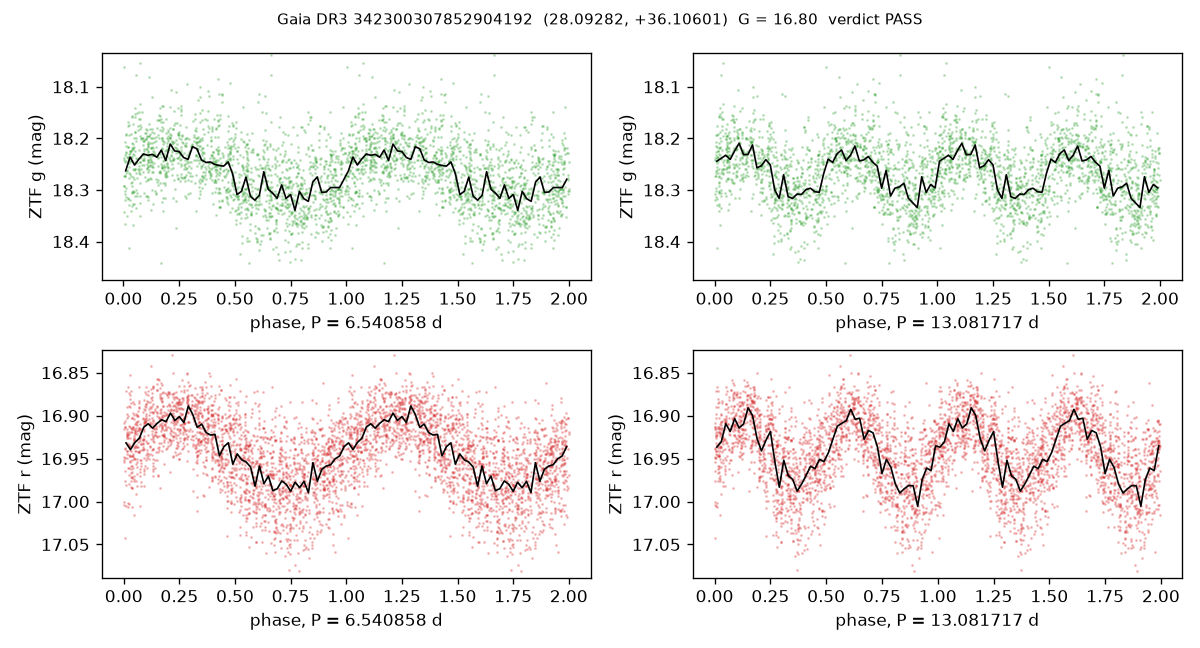 Gaia DR3 342300307852904192 (28.09282, +36.10601) G = 16.80 verdict PASS
ZTF g (mag)
18.1
18.2
18.3
18.4
0.00 0.25 0.50 0.75 1.00 1.25 1.50 1.75 2.00
phase, P = 6.540858 d
ZTF g (mag)
18.1
18.2
18.3
18.4
0.00 0.25 0.50 0.75 1.00 1.25 1.50 1.75 2.00
phase, P = 13.081717 d
ZTF r (mag)
16.85
16.90
16.95
17.00
17.05
0.00 0.25 0.50 0.75 1.00 1.25 1.50 1.75 2.00
phase, P = 6.540858 d
ZTF r (mag)
16.85
16.90
16.95
17.00
17.05
0.00 0.25 0.50 0.75 1.00 1.25 1.50 1.75 2.00
phase, P = 13.081717 d